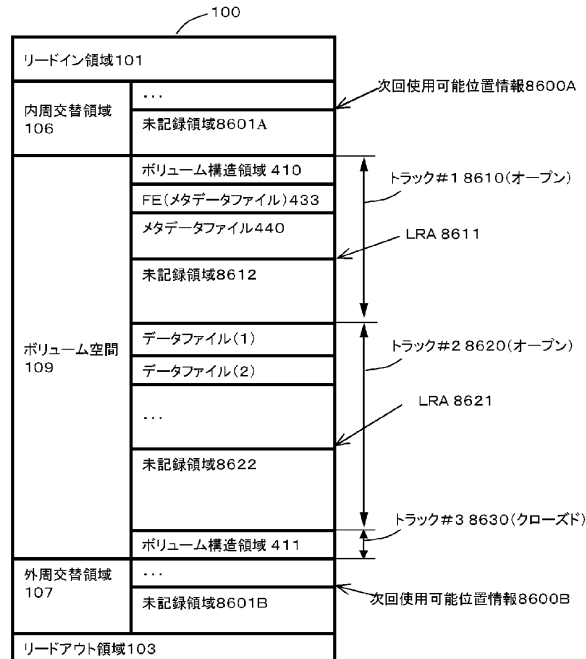 100
リードイン領域101
内周交替領域
106
･･･
未記録領域8601A
次回使用可能位置情報8600A
ボリューム空間
109
ボリューム構造領域 410
FE(メタデータファイル)433
メタデータファイル440
未記録領域8612
トラック#1 8610(オープン)
LRA 8611
データファイル(1)
データファイル(2)
･･･
未記録領域8622
トラック#2 8620(オープン)
LRA 8621
ボリューム構造領域 411
トラック#3 8630(クローズド)
外周交替領域
107
･･･
未記録領域8601B
次回使用可能位置情報8600B
リードアウト領域103